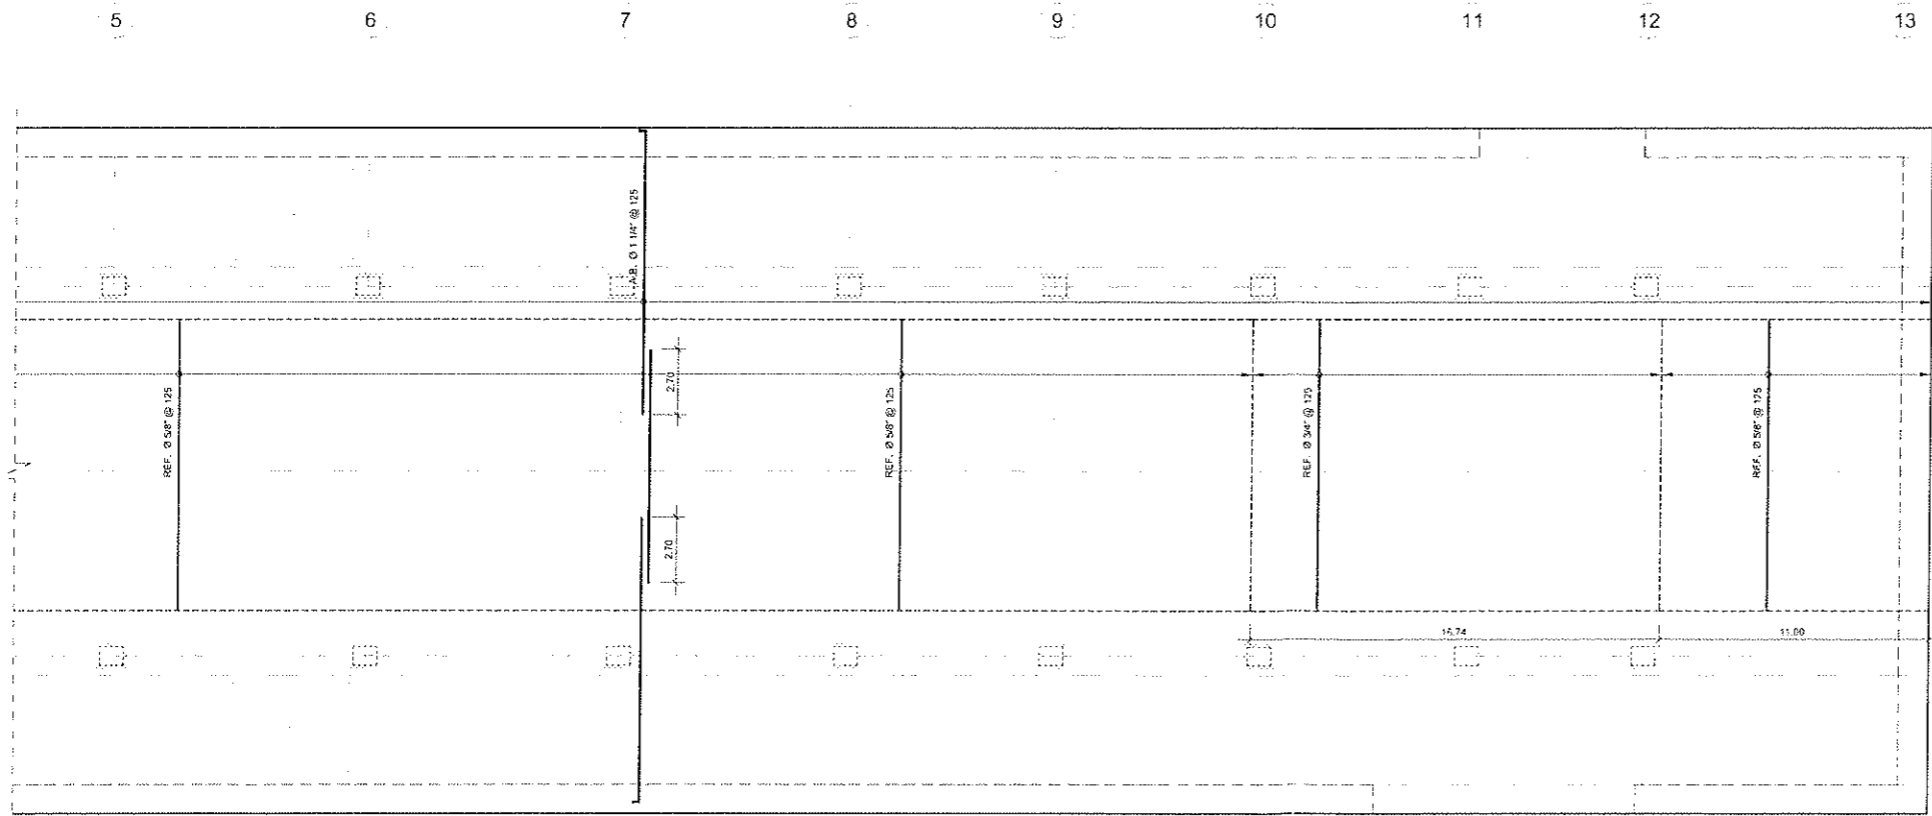 5 6 7 8 9 10 11 12 13
A.B. Ø 1 1/4" @ 125
2.70
REF. Ø 5/8" @ 125
REF. Ø 5/8" @ 125
REF. Ø 3/4" @ 125
REF. Ø 5/8" @ 125
2.70
16.74
11.00